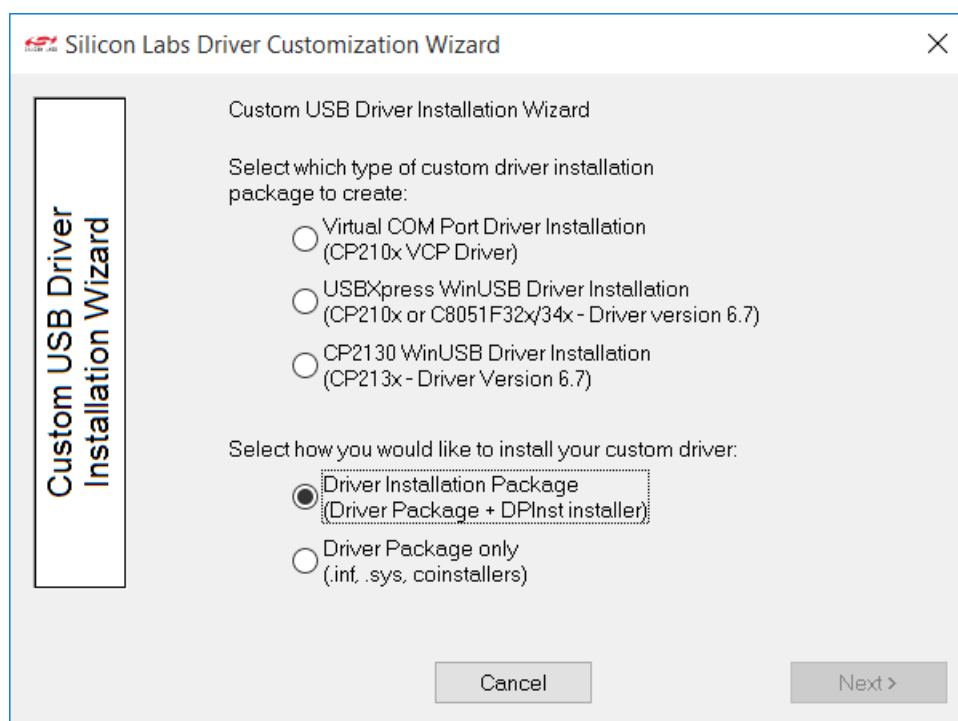 Silicon Labs Driver Customization Wizard
Custom USB Driver
Installation Wizard
Custom USB Driver Installation Wizard
Select which type of custom driver installation
package to create:
Virtual COM Port Driver Installation
(CP210x VCP Driver)
USBXpress WinUSB Driver Installation
(CP210x or C8051F32x/34x - Driver version 6.7)
CP2130 WinUSB Driver Installation
(CP213x - Driver Version 6.7)
Select how you would like to install your custom driver:
Driver Installation Package
(Driver Package + DPInst installer)
Driver Package only
(.inf, .sys, coinstallers)
Cancel
Next >